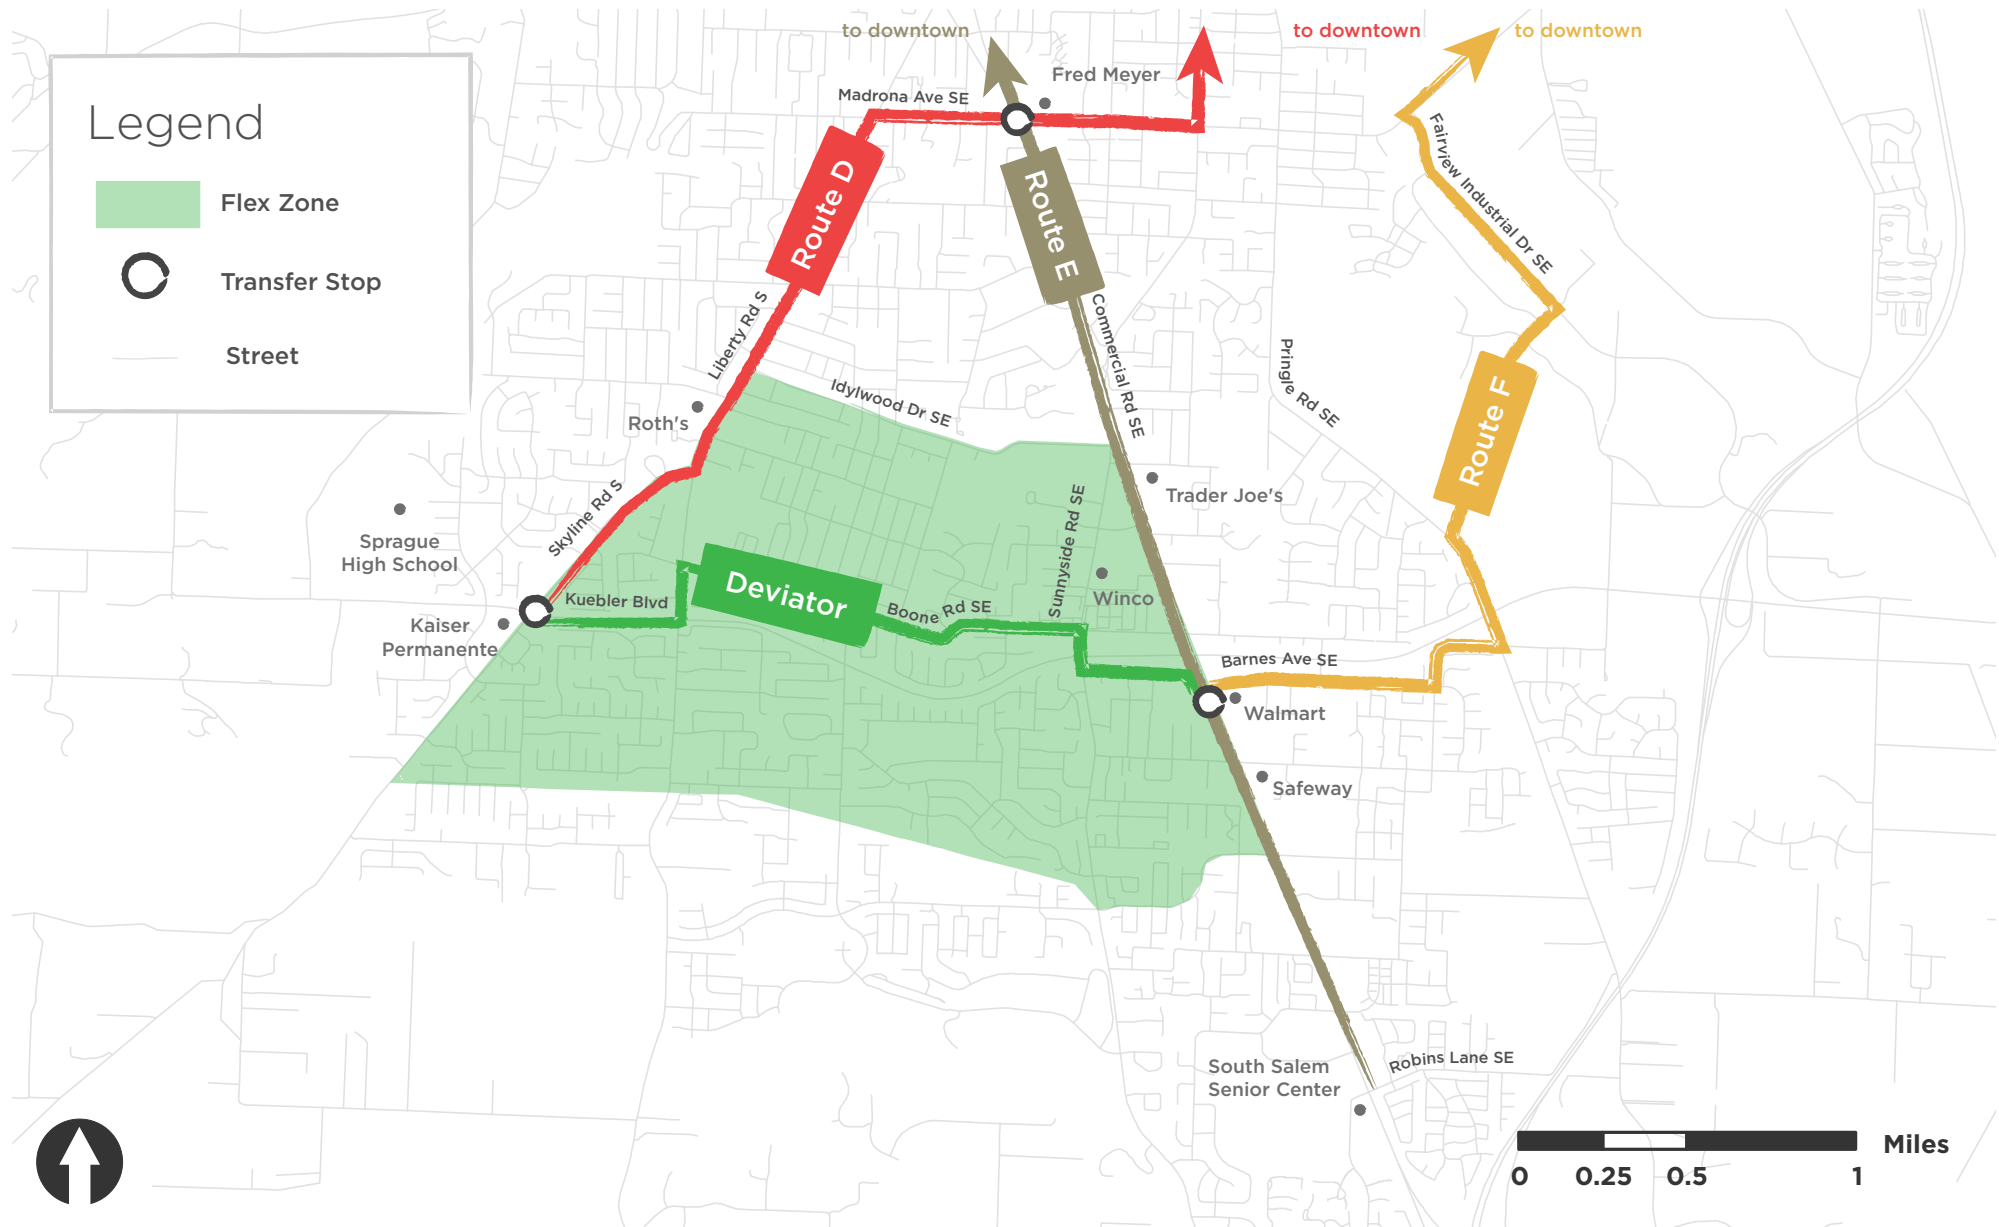 to downtown
to downtown
to downtown
Fred Meyer
Madrona Ave SE
Legend
Flex Zone
Transfer Stop
Street
Route D
Route E
Fairview Industrial Dr SE
Liberty Rd S
Commercial Rd SE
Pringle Rd SE
Idylwood Dr SE
Roth's
Route F
Trader Joe's
Skyline Rd S
Sunnyside Rd SE
Sprague
High School
Deviator
Winco
Kuebler Blvd
Boone Rd SE
Kaiser
Permanente
Barnes Ave SE
Walmart
Safeway
South Salem
Senior Center
Robins Lane SE
Miles
0 0.25 0.5 1